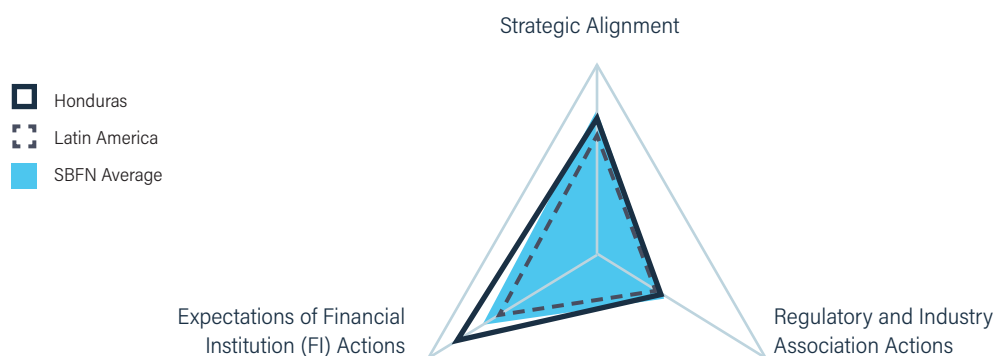 Strategic Alignment
Honduras
Latin America
SBFN Average
Expectations of Financial
Institution (FI) Actions
Regulatory and Industry
Association Actions